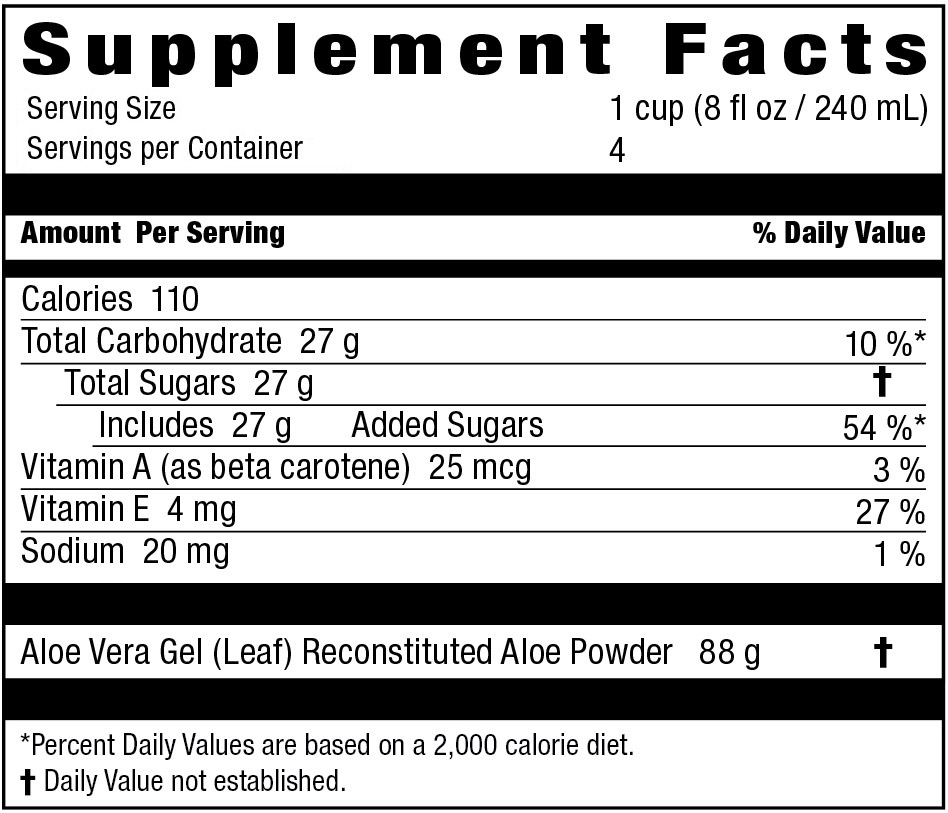 Supplement Facts
Serving Size 1 cup (8 fl oz / 240 mL)
Servings per Container 4
Amount Per Serving % Daily Value
Calories 110
Total Carbohydrate 27 g 10 %*
Total Sugars 27 g †
Includes 27 g Added Sugars 54 %*
Vitamin A (as beta carotene) 25 mcg 3 %
Vitamin E 4 mg 27 %
Sodium 20 mg 1 %
Aloe Vera Gel (Leaf) Reconstituted Aloe Powder 88 g †
*Percent Daily Values are based on a 2,000 calorie diet.
† Daily Value not established.